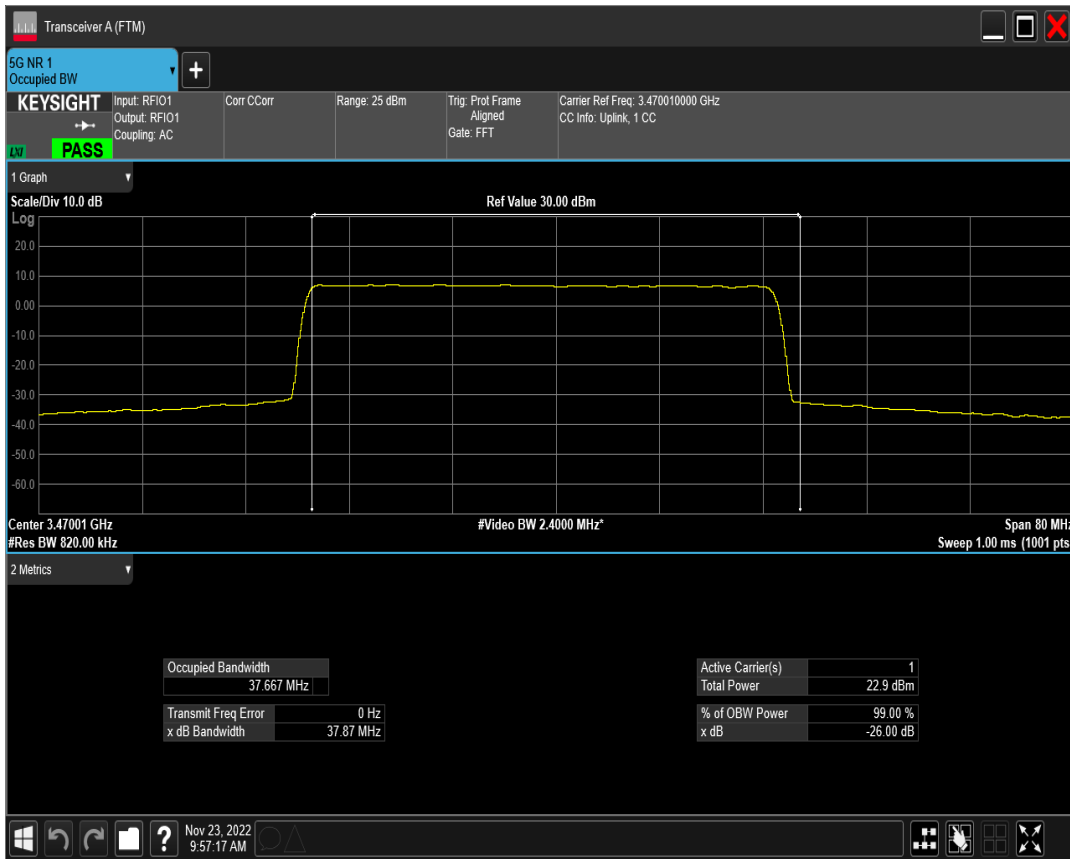 Transceiver A (FTM)
5G NR 1
Occupied BW
+
KEYSIGHT
LXI
PASS
Input: RFIO1
Output: RFIO1
Coupling: AC
Corr CCorr
Range: 25 dBm
Trig: Prot Frame
Aligned
Gate: FFT
Carrier Ref Freq: 3.470010000 GHz
CC Info: Uplink, 1 CC
1 Graph
Scale/Div 10.0 dB
Ref Value 30.00 dBm
Log
20.0
10.0
0.00
-10.0
-20.0
-30.0
-40.0
-50.0
-60.0
Center 3.47001 GHz
#Video BW 2.4000 MHz*
Span 80 MHz
#Res BW 820.00 kHz
Sweep 1.00 ms (1001 pts
2 Metrics
Occupied Bandwidth
37.667 MHz
Transmit Freq Error 0 Hz
x dB Bandwidth 37.87 MHz
Active Carrier(s) 1
Total Power 22.9 dBm
% of OBW Power 99.00 %
x dB -26.00 dB
?
Nov 23, 2022
9:57:17 AM